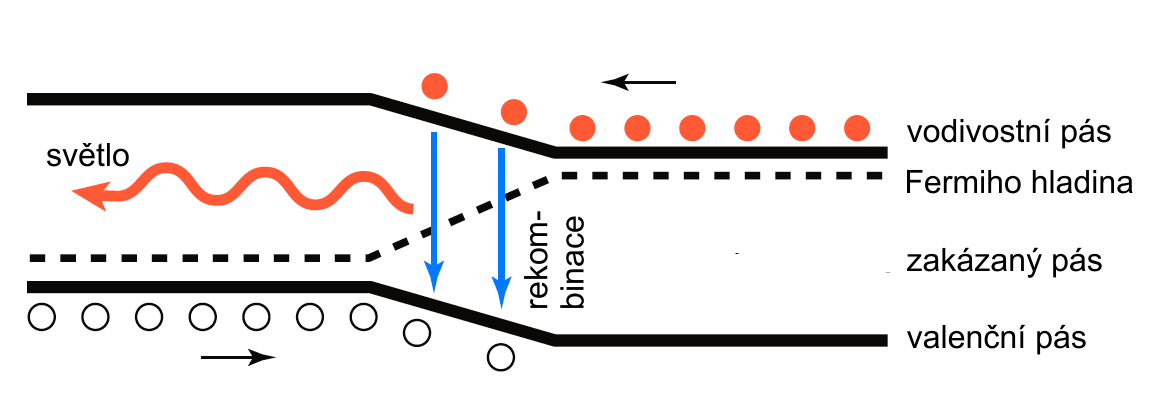 světlo
rekom-
binace
vodivostní pás
Fermiho hladina
zakázaný pás
valenční pás